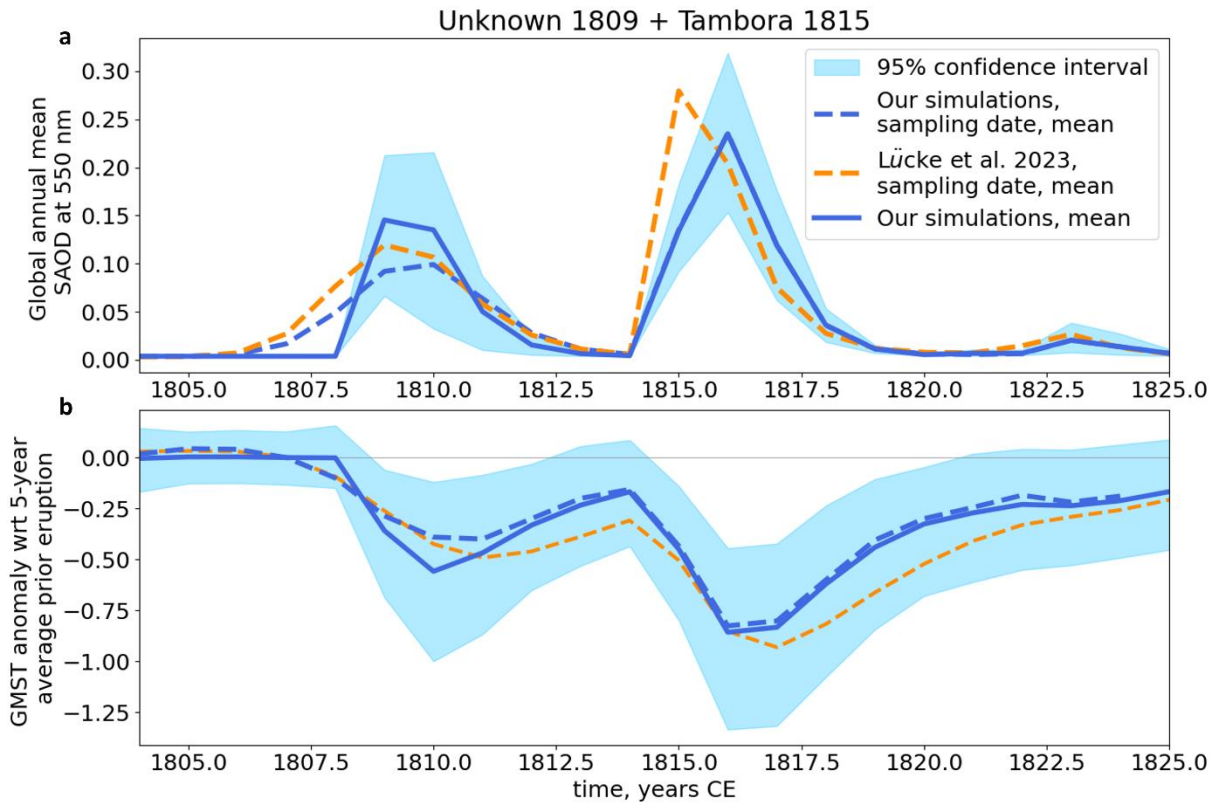 Unknown 1809 + Tambora 1815
a
Global annual mean
SAOD at 550 nm
0.30
0.25
0.20
0.15
0.10
0.05
0.00
95% confidence interval
Our simulations,
sampling date, mean
Lücke et al. 2023,
sampling date, mean
Our simulations, mean
1805.0 1807.5 1810.0 1812.5 1815.0 1817.5 1820.0 1822.5 1825.0
b
GMST anomaly wrt 5-year
average prior eruption
0.00
−0.25
−0.50
−0.75
−1.00
−1.25
1805.0 1807.5 1810.0 1812.5 1815.0 1817.5 1820.0 1822.5 1825.0
time, years CE